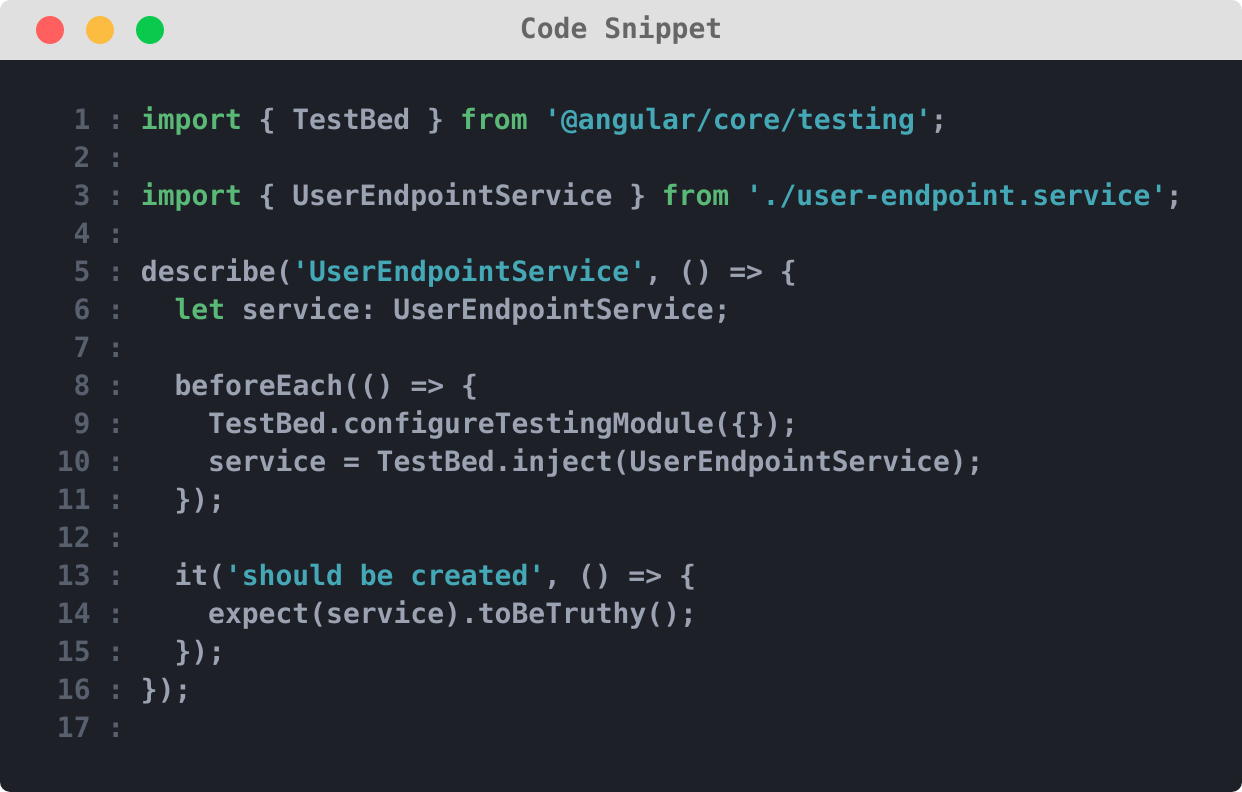 Code Snippet
1 : import { TestBed } from '@angular/core/testing';
2 :
3 : import { UserEndpointService } from './user-endpoint.service';
4 :
5 : describe('UserEndpointService', () => {
6 :   let service: UserEndpointService;
7 :
8 :   beforeEach(() => {
9 :     TestBed.configureTestingModule({});
10 :     service = TestBed.inject(UserEndpointService);
11 :   });
12 :
13 :   it('should be created', () => {
14 :     expect(service).toBeTruthy();
15 :   });
16 : });
17 :